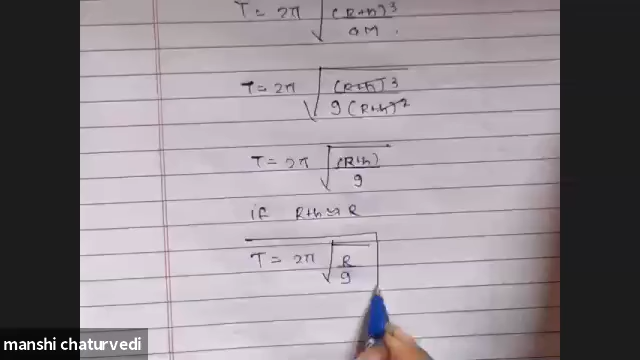 T = 2π √(R+h)³/GM.
T = 2π √(R+h)³/g(R+h)²
T = 2π √(R+h)/g
if R+h ≈ R
T = 2π √R/g
manshi chaturvedi